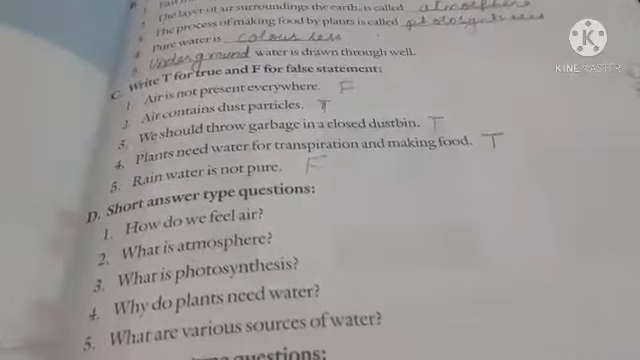 The layer of air surroundings the earth, is called atmosphere
3. The process of making food by plants is called photosynthesis
4. Pure water is colourless
5. Underground water is drawn through well.
C. Write T for true and F for false statement:
1. Air is not present everywhere. F
2. Air contains dust particles. T
3. We should throw garbage in a closed dustbin. T
4. Plants need water for transpiration and making food. T
5. Rain water is not pure. F
D. Short answer type questions:
1. How do we feel air?
2. What is atmosphere?
3. What is photosynthesis?
4. Why do plants need water?
5. What are various sources of water?
questions:
KINEMASTER